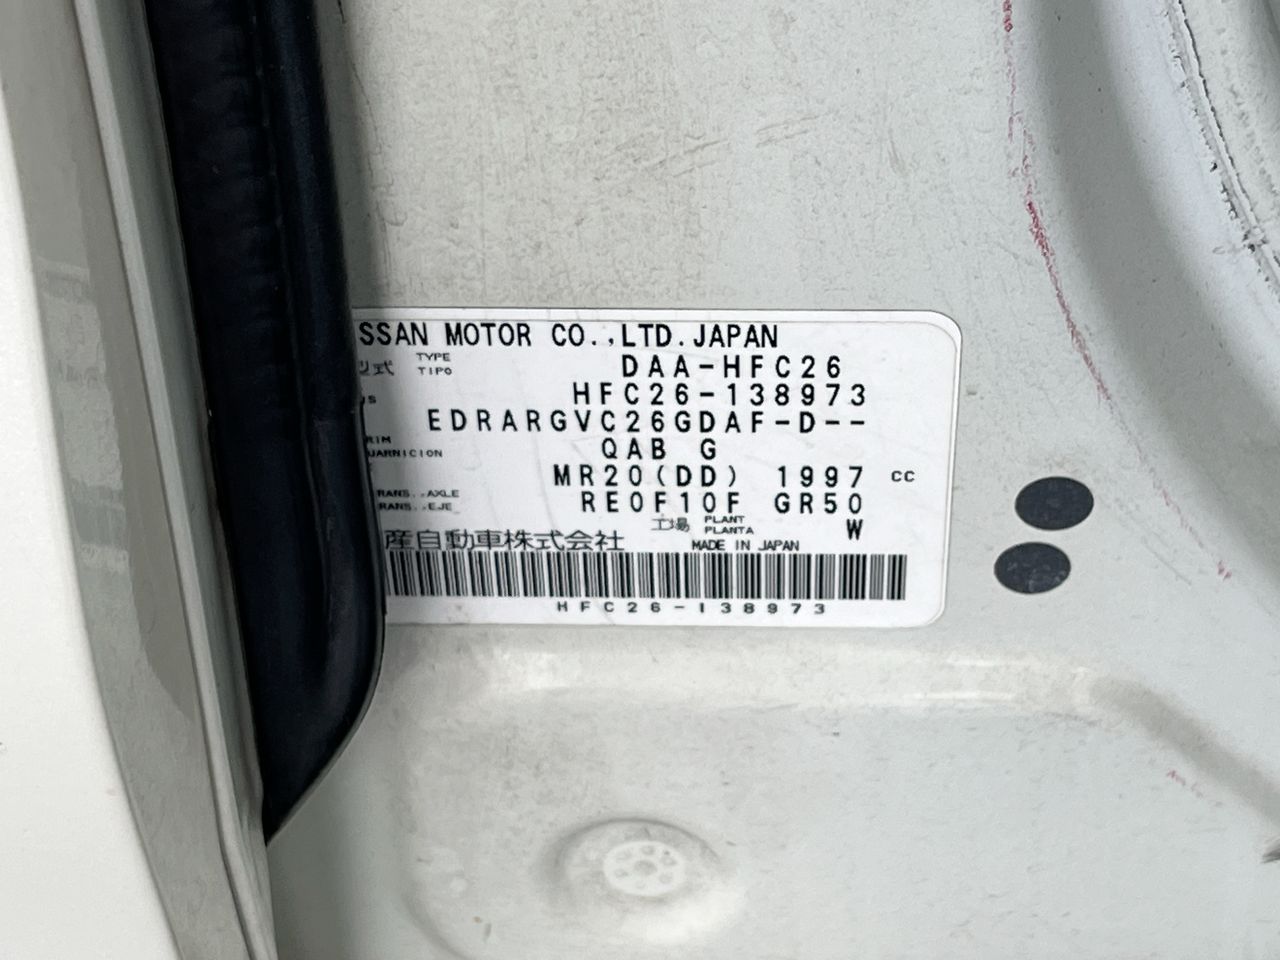 SSAN MOTOR CO.,LTD.JAPAN
式 TYPE TIPO DAA-HFC26
HFC26-138973
EDRARGVC26GDAF-D--
RIM UARNICION QAB G
MR20(DD) 1997 CC
RANS..AXLE RANS..EJE RE0F10F GR50
工場 PLANT PLANTA W
産自動車株式会社 MADE IN JAPAN
HFC26-138973